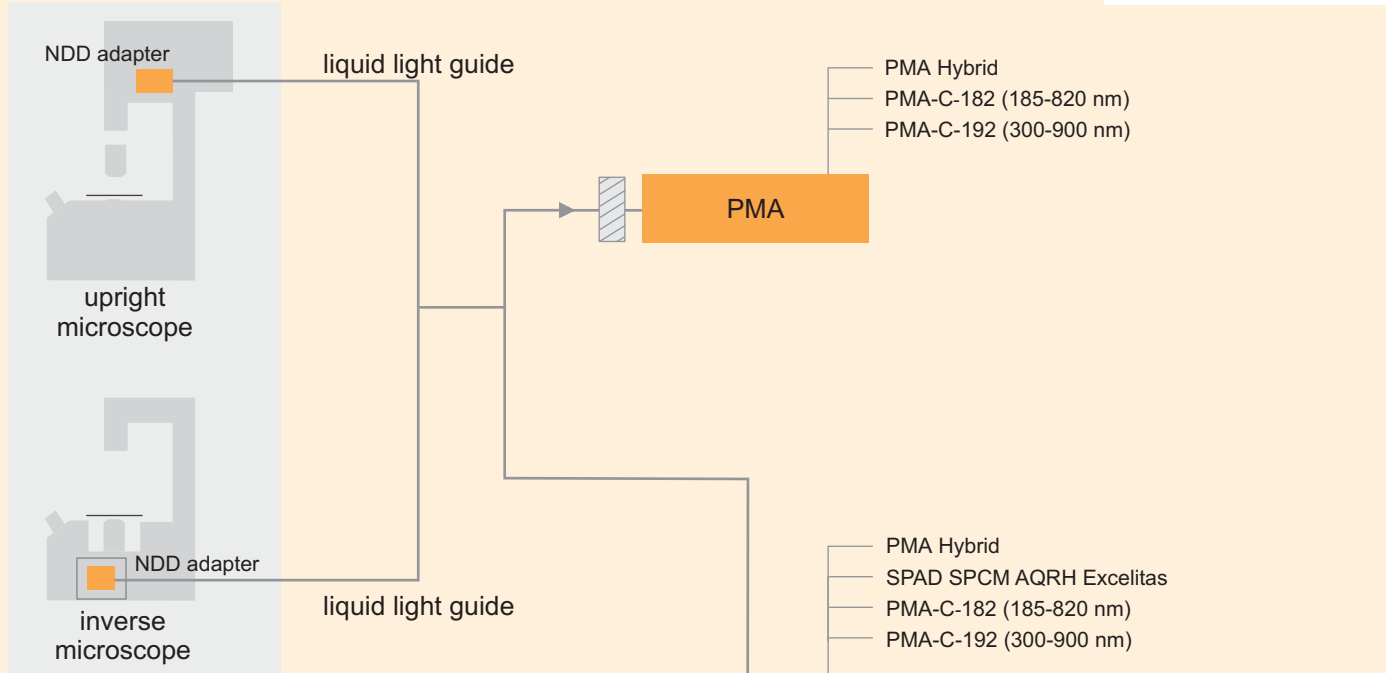 NDD adapter
liquid light guide
PMA Hybrid
PMA-C-182 (185-820 nm)
PMA-C-192 (300-900 nm)
PMA
upright
microscope
NDD adapter
liquid light guide
inverse
microscope
PMA Hybrid
SPAD SPCM AQRH Excelitas
PMA-C-182 (185-820 nm)
PMA-C-192 (300-900 nm)